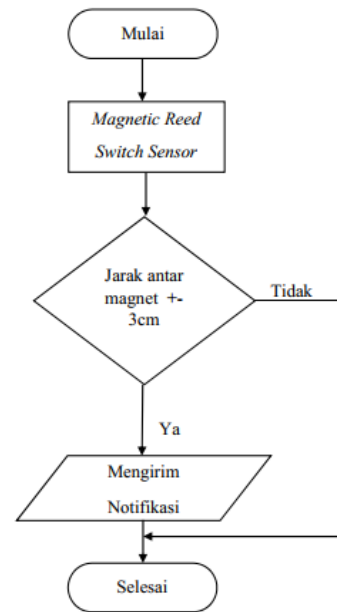 Mulai
Magnetic Reed
Switch Sensor
Jarak antar
magnet +-
3cm
Tidak
Ya
Mengirim
Notifikasi
Selesai